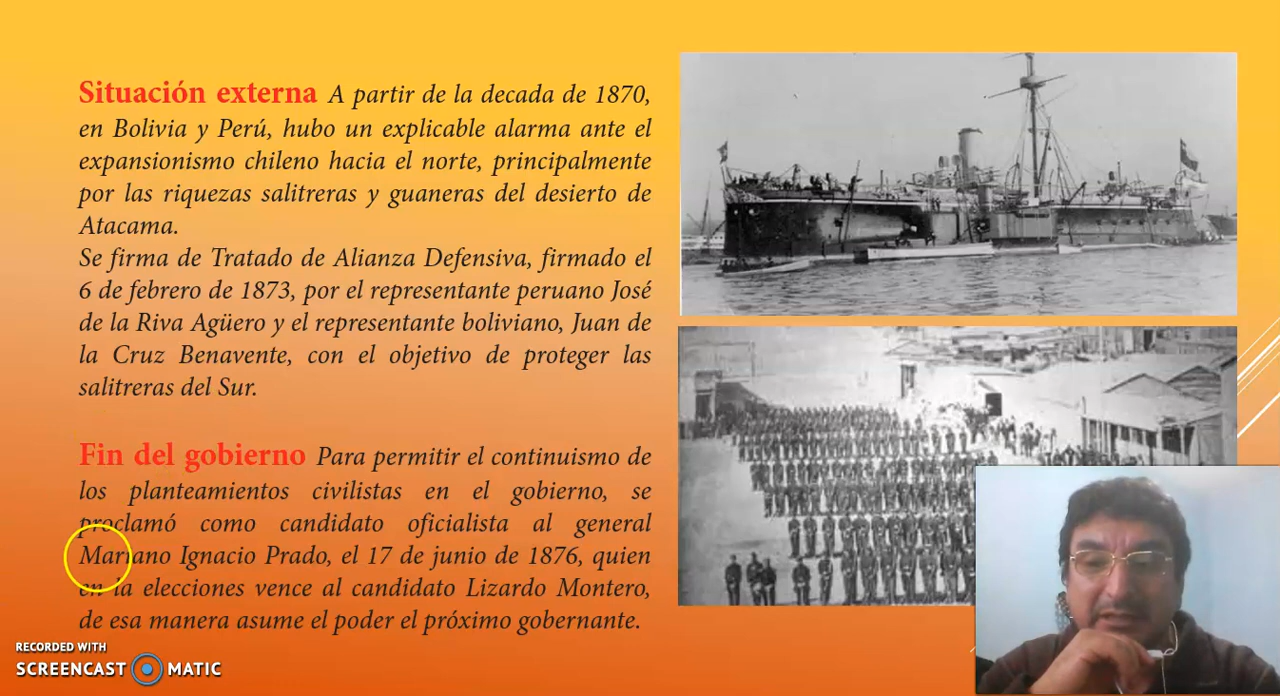 Situación externa A partir de la decada de 1870,
en Bolivia y Perú, hubo un explicable alarma ante el
expansionismo chileno hacia el norte, principalmente
por las riquezas salitreras y guaneras del desierto de
Atacama.
Se firma de Tratado de Alianza Defensiva, firmado el
6 de febrero de 1873, por el representante peruano José
de la Riva Agüero y el representante boliviano, Juan de
la Cruz Benavente, con el objetivo de proteger las
salitreras del Sur.
Fin del gobierno Para permitir el continuismo de
los planteamientos civilistas en el gobierno, se
proclamó como candidato oficialista al general
Mariano Ignacio Prado, el 17 de junio de 1876, quien
en la elecciones vence al candidato Lizardo Montero,
de esa manera asume el poder el próximo gobernante.
RECORDED WITH
SCREENCAST MATIC